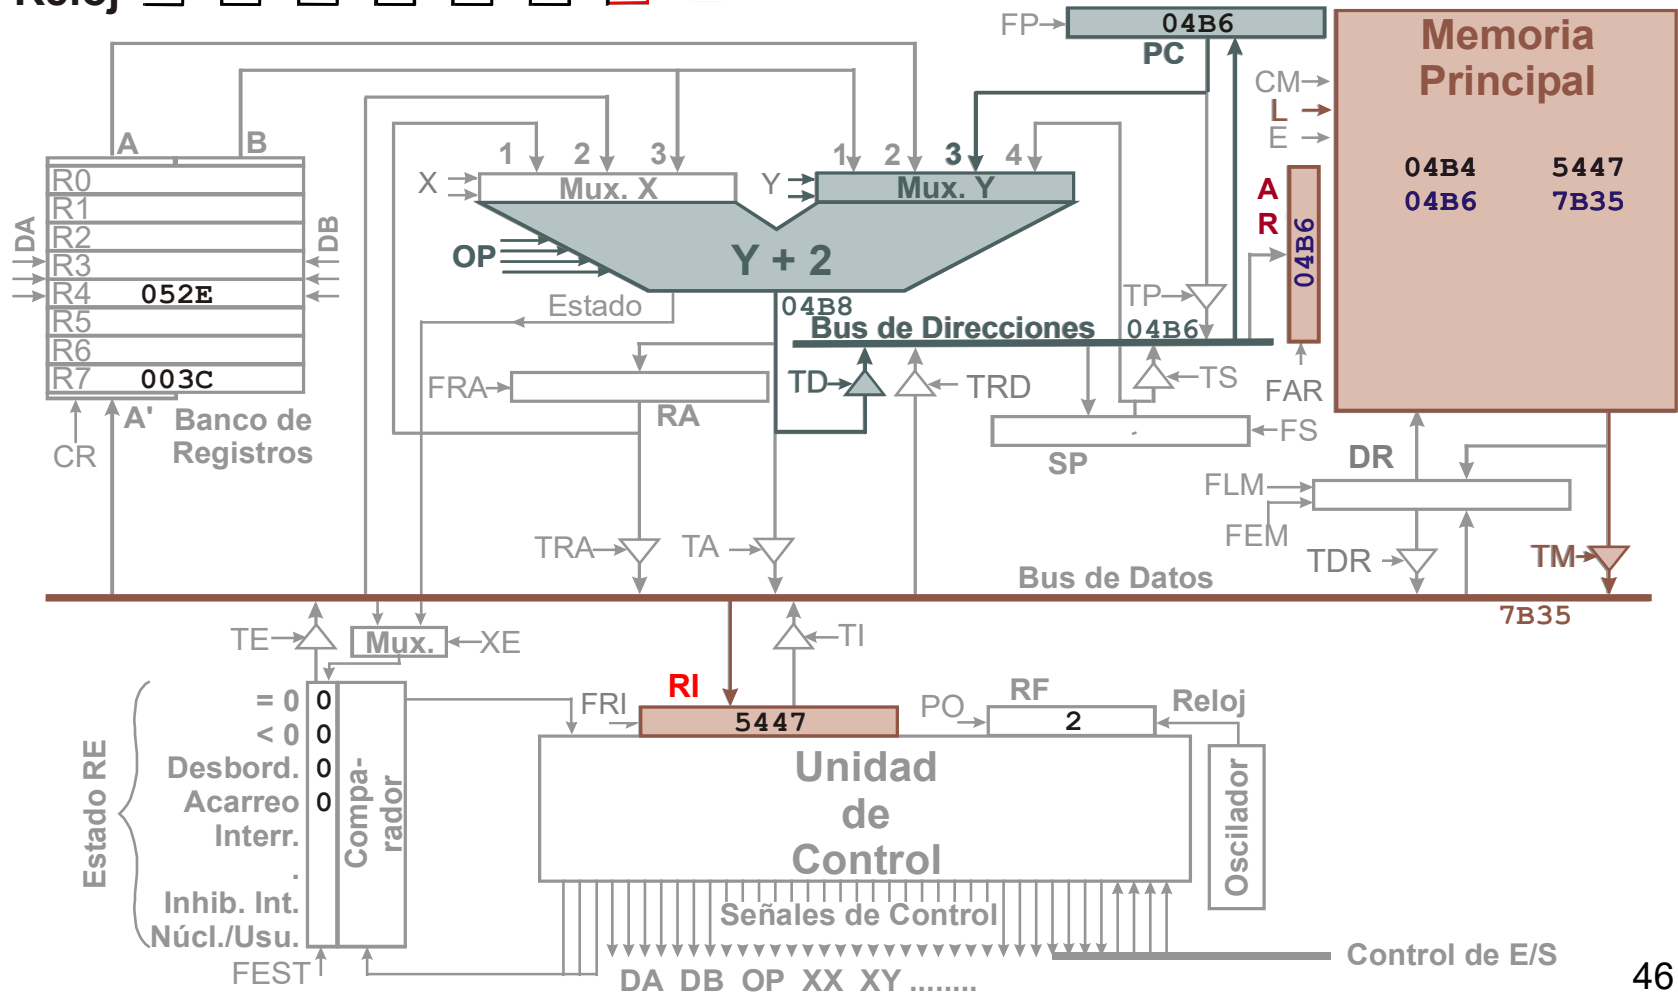 Reloj
FP
04B6
PC
Memoria
Principal
CM
L
E
04B4 5447
04B6 7B35
A
R
04B6
FAR
A B
R0
R1
R2
R3
R4 052E
R5
R6
R7 003C
DA
DB
CR
A'
Banco de
Registros
1 2 3
X
Mux. X
1 2 3 4
Y
Mux. Y
OP
Y + 2
Estado
04B8
Bus de Direcciones 04B6
TP
FRA
RA
TD
TRD
TS
SP
FS
DR
FLM
FEM
TRA
TA
TDR
TM
Bus de Datos
7B35
TE
Mux.
XE
TI
RI
FRI
5447
PO
RF
2
Reloj
Oscilador
Unidad
de
Control
Estado RE
= 0 0
< 0 0
Desbord. 0
Acarreo 0
Interr.
.
Inhib. Int.
Núcl./Usu.
Compa-
rador
FEST
Señales de Control
DA DB OP XX XY ........
Control de E/S
46